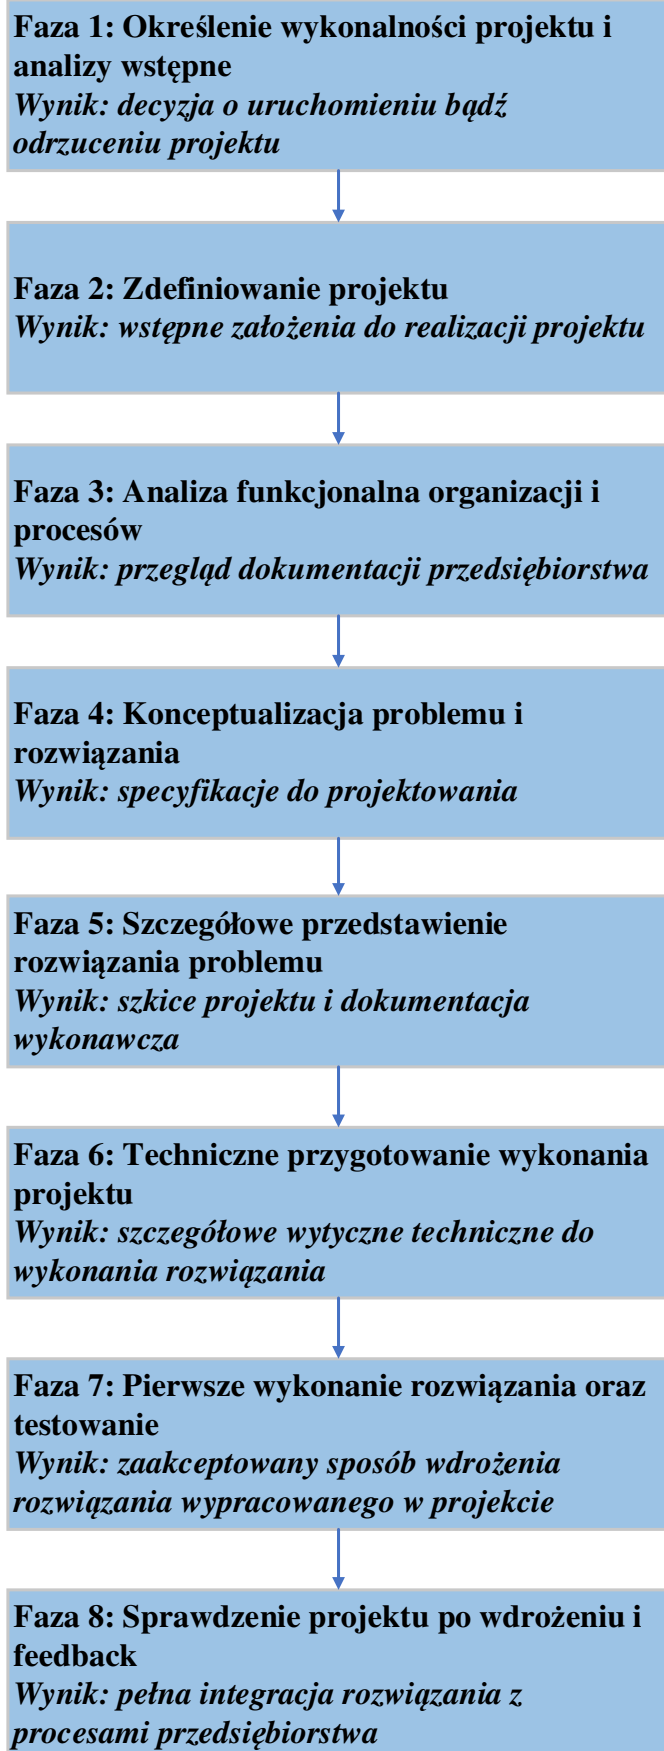 Faza 1: Określenie wykonalności projektu i
analizy wstępne
Wynik: decyzja o uruchomieniu bądź
odrzuceniu projektu
Faza 2: Zdefiniowanie projektu
Wynik: wstępne założenia do realizacji projektu
Faza 3: Analiza funkcjonalna organizacji i
procesów
Wynik: przegląd dokumentacji przedsiębiorstwa
Faza 4: Konceptualizacja problemu i
rozwiązania
Wynik: specyfikacje do projektowania
Faza 5: Szczegółowe przedstawienie
rozwiązania problemu
Wynik: szkice projektu i dokumentacja
wykonawcza
Faza 6: Techniczne przygotowanie wykonania
projektu
Wynik: szczegółowe wytyczne techniczne do
wykonania rozwiązania
Faza 7: Pierwsze wykonanie rozwiązania oraz
testowanie
Wynik: zaakceptowany sposób wdrożenia
rozwiązania wypracowanego w projekcie
Faza 8: Sprawdzenie projektu po wdrożeniu i
feedback
Wynik: pełna integracja rozwiązania z
procesami przedsiębiorstwa